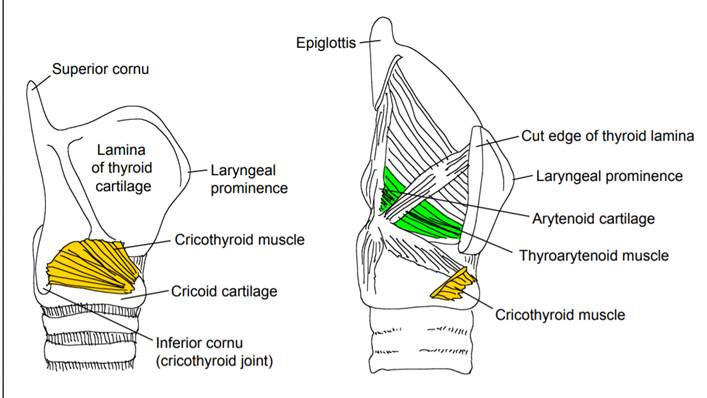 Superior cornu
Lamina
of thyroid
cartilage
Laryngeal
prominence
Cricothyroid muscle
Cricoid cartilage
Inferior cornu
(cricothyroid joint)
Epiglottis
Cut edge of thyroid lamina
Laryngeal prominence
Arytenoid cartilage
Thyroarytenoid muscle
Cricothyroid muscle